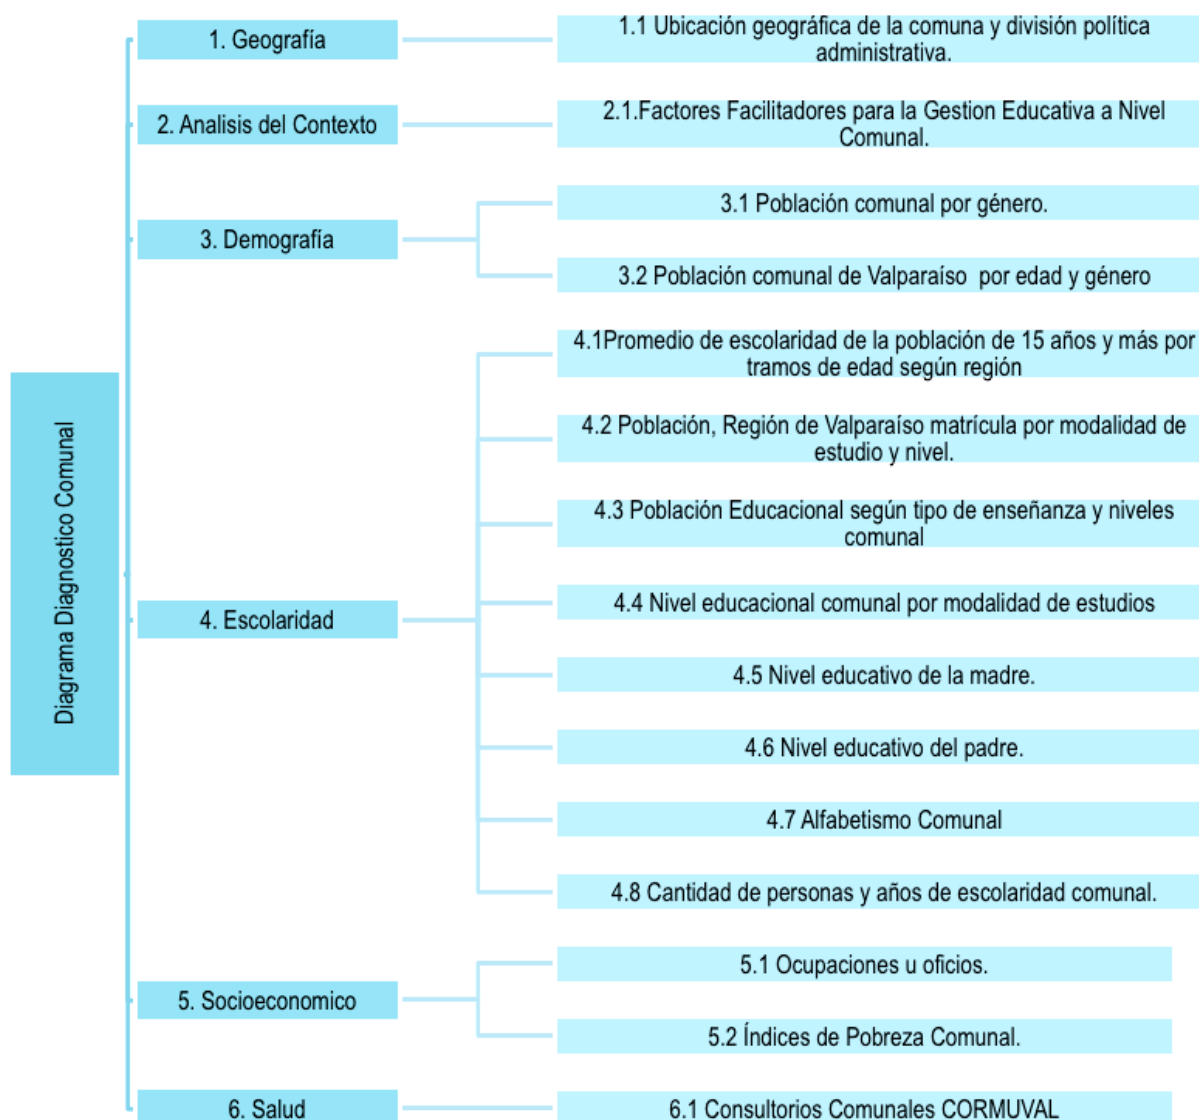 Diagrama Diagnostico Comunal
1. Geografía
1.1 Ubicación geográfica de la comuna y división política
administrativa.
2. Analisis del Contexto
2.1.Factores Facilitadores para la Gestion Educativa a Nivel
Comunal.
3. Demografía
3.1 Población comunal por género.
3.2 Población comunal de Valparaíso  por edad y género
4. Escolaridad
4.1Promedio de escolaridad de la población de 15 años y más por
tramos de edad según región
4.2 Población, Región de Valparaíso matrícula por modalidad de
estudio y nivel.
4.3 Población Educacional según tipo de enseñanza y niveles
comunal
4.4 Nivel educacional comunal por modalidad de estudios
4.5 Nivel educativo de la madre.
4.6 Nivel educativo del padre.
4.7 Alfabetismo Comunal
4.8 Cantidad de personas y años de escolaridad comunal.
5. Socioeconomico
5.1 Ocupaciones u oficios.
5.2 Índices de Pobreza Comunal.
6. Salud
6.1 Consultorios Comunales CORMUVAL